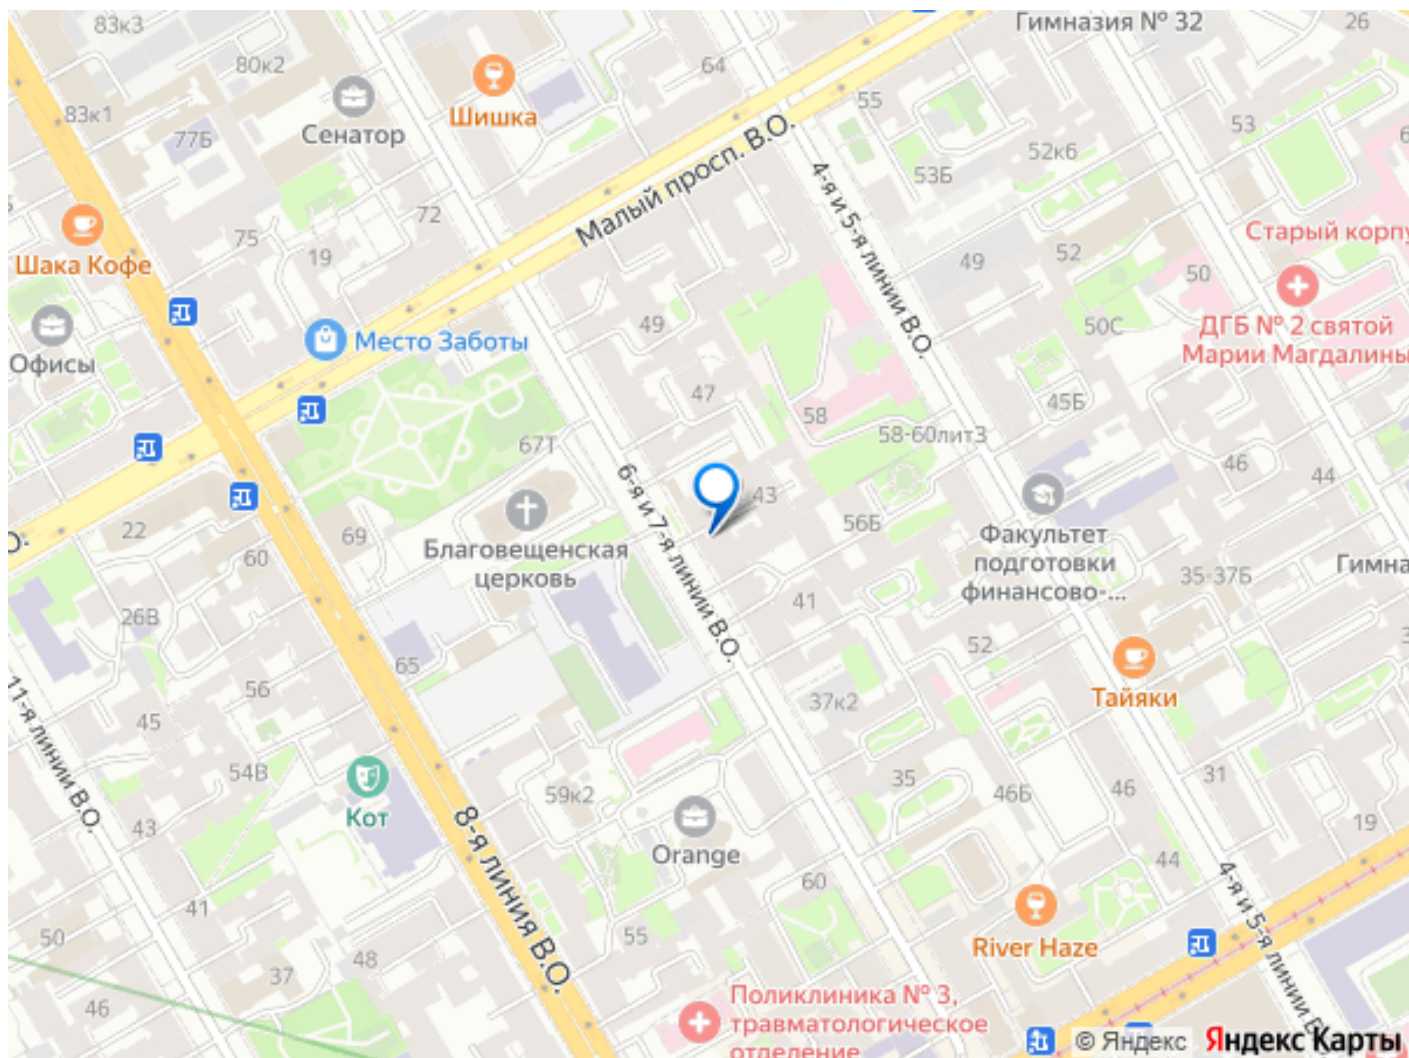 83к3
Гимназия № 32
26
80к2
64
Шишка
Сенатор
83к1
77Б
55
53
52к6
53Б
Малый просп. В.О.
4-я и 5-я линии В.О.
72
75
19
Шака Кофе
Старый корпу
52
49
50
50С
ДГБ № 2 святой
Марии Магдалины
49
Место Заботы
Офисы
47
58
45Б
58-60литЗ
67Т
46
44
6-я и 7-я линии В.О.
43
56Б
22
69
60
Благовещенская
церковь
Факультет
подготовки
финансово-...
35-37Б
Гимна
41
26В
52
65
56
45
11-я линии В.О.
Тайяки
37к2
54В
Кот
59к2
35
46Б
46
31
43
8-я линия В.О.
Orange
19
44
4-я и 5-я линии В.О.
60
41
50
55
48
37
46
River Haze
Поликлиника № 3,
травматологическое
отделение
© Яндекс Яндекс Карты